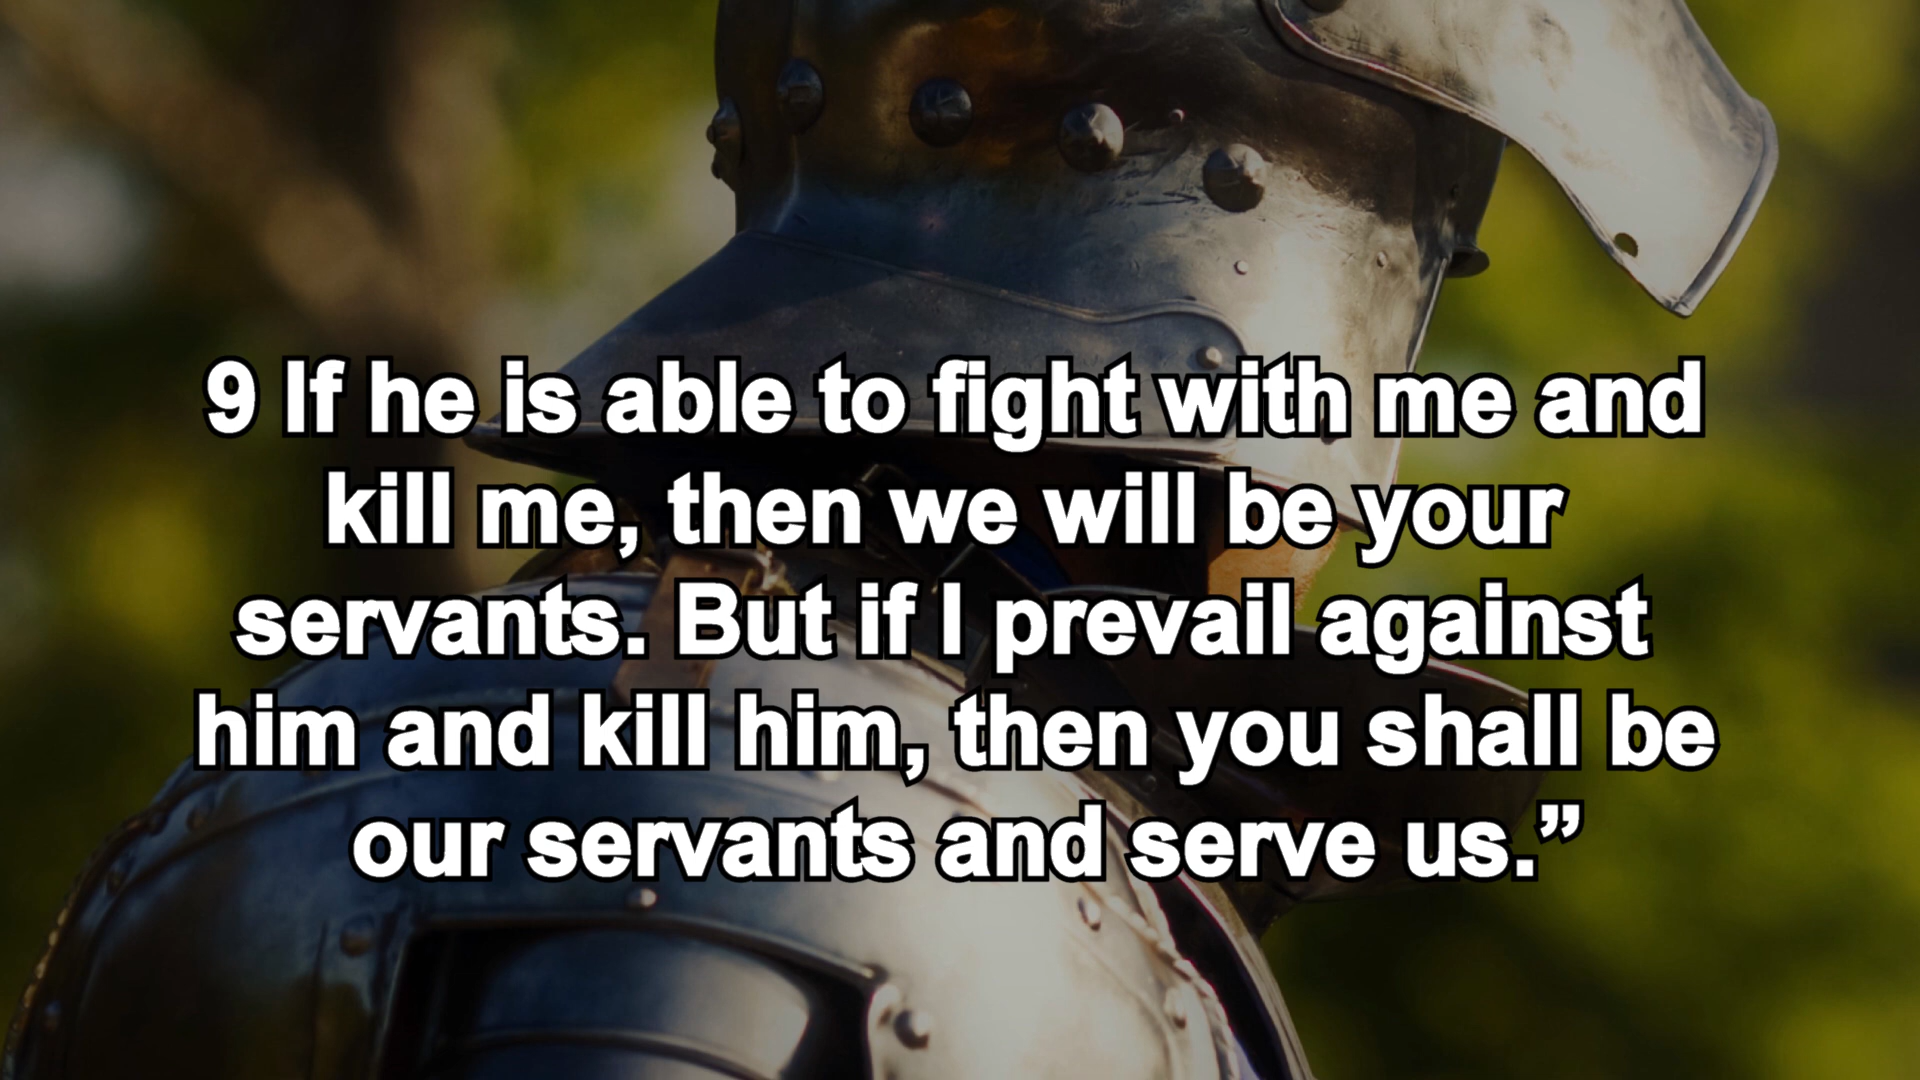 9 If he is able to fight with me and
kill me, then we will be your
servants. But if I prevail against
him and kill him, then you shall be
our servants and serve us.”